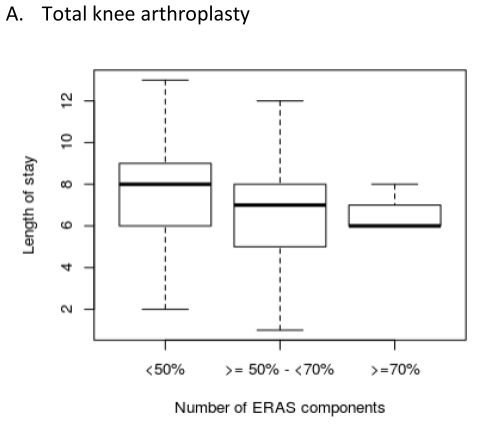 A. Total knee arthroplasty
12
10
8
6
4
2
Length of stay
<50%
>= 50% - <70%
>=70%
Number of ERAS components